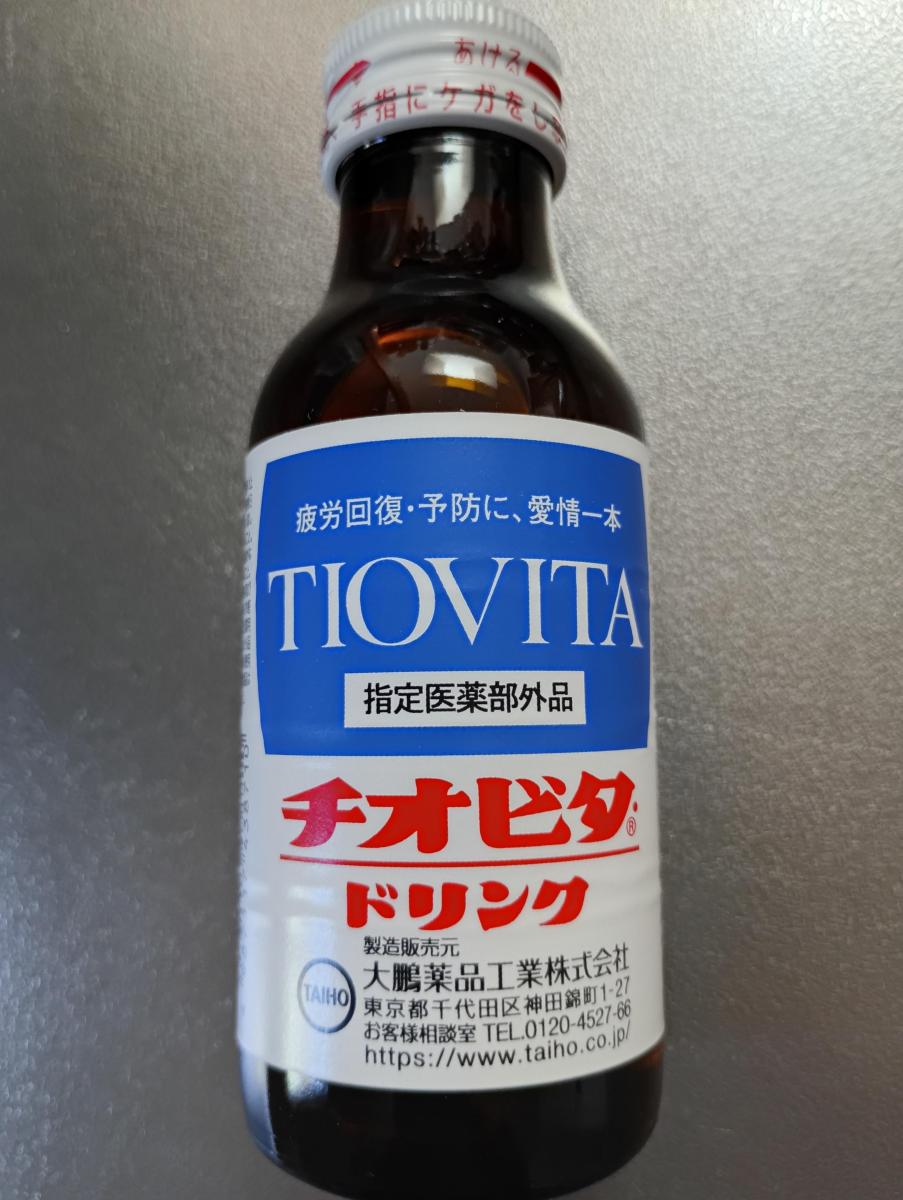 あける
手指にケガをし
疲労回復・予防に、愛情一本
TIOVITA
指定医薬部外品
チオビタ®
ドリンク
製造販売元
TAIHO
大鵬薬品工業株式会社
東京都千代田区神田錦町1-27
お客様相談室 TEL.0120-4527-66
https://www.taiho.co.jp/